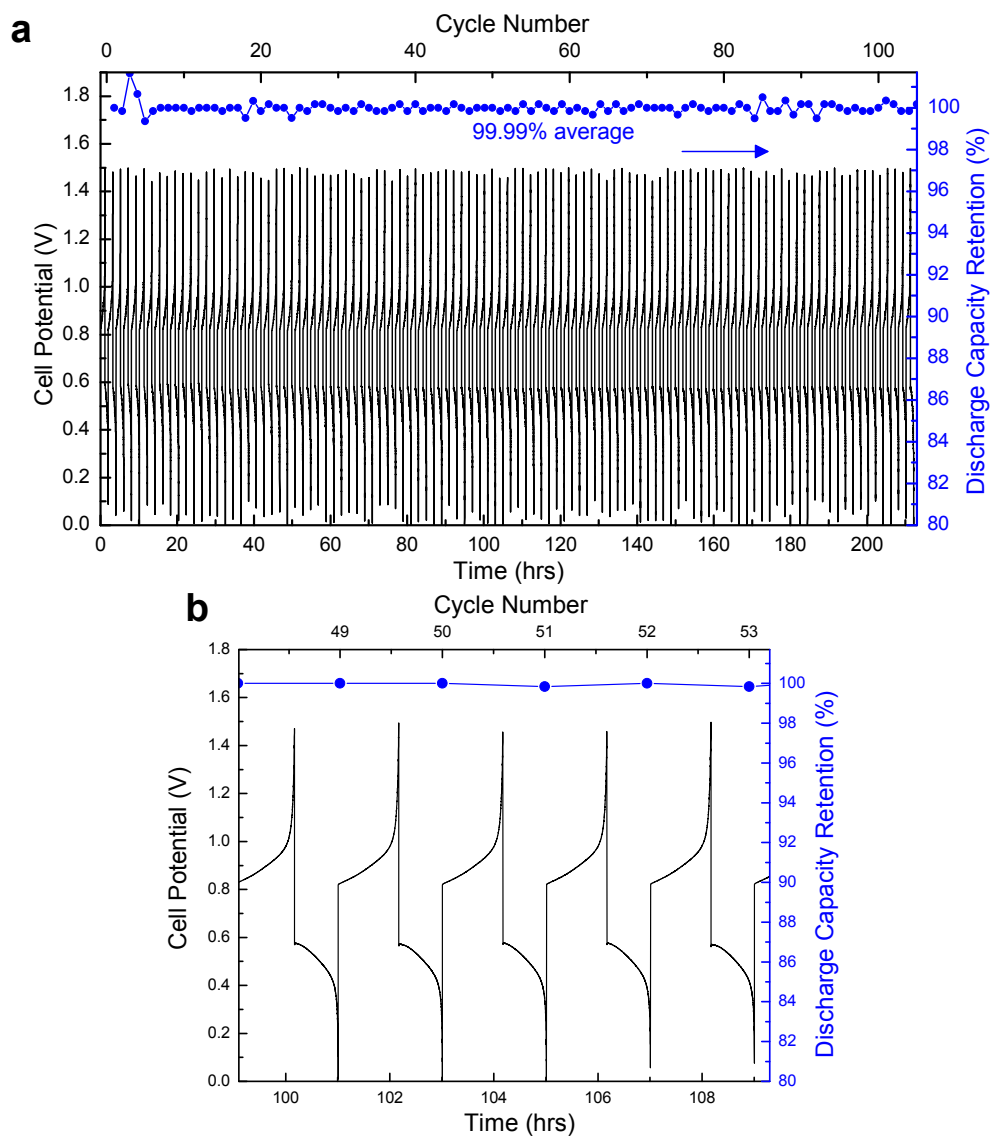 a
Cycle Number
0 20 40 60 80 100
Cell Potential (V)
1.8
1.6
1.4
1.2
1.0
0.8
0.6
0.4
0.2
0.0
99.99% average
100
98
96
94
92
90
88
86
84
82
80
Discharge Capacity Retention (%)
0 20 40 60 80 100 120 140 160 180 200
Time (hrs)
b
Cycle Number
49 50 51 52 53
Cell Potential (V)
1.8
1.6
1.4
1.2
1.0
0.8
0.6
0.4
0.2
0.0
100
98
96
94
92
90
88
86
84
82
80
Discharge Capacity Retention (%)
100 102 104 106 108
Time (hrs)